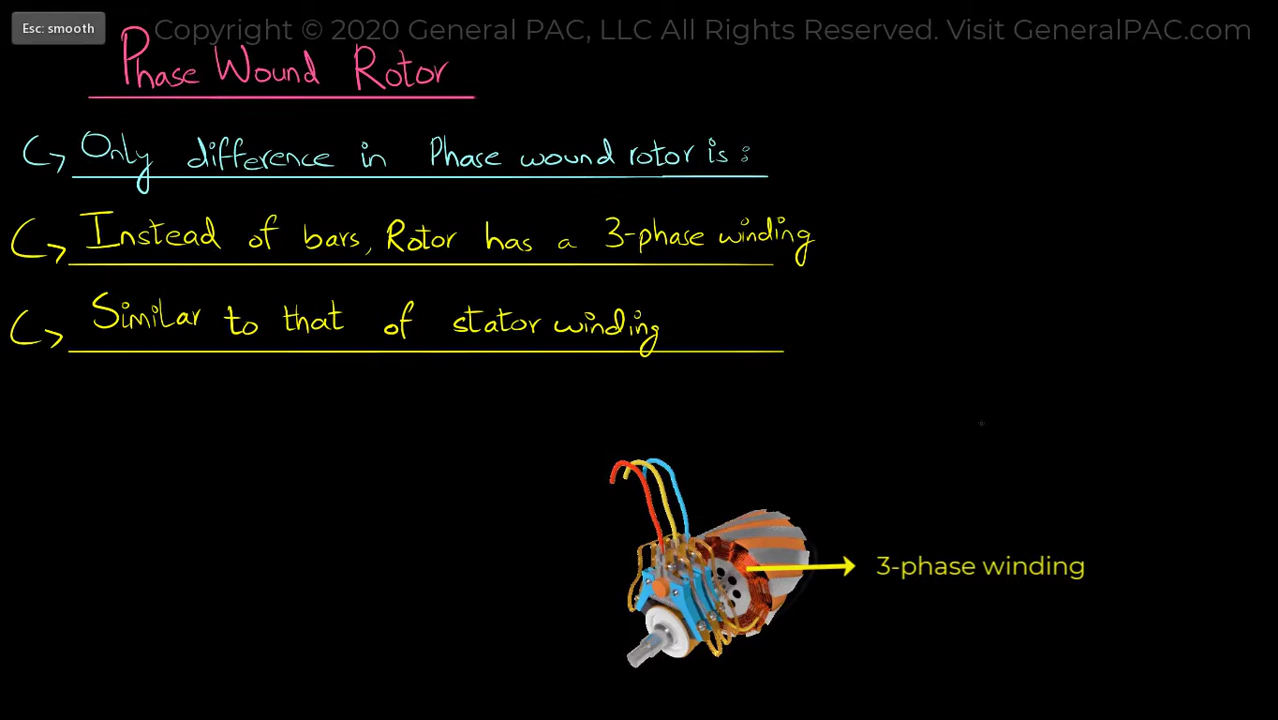 Esc: smooth
Copyright © 2020 General PAC, LLC All Rights Reserved. Visit GeneralPAC.com
Phase Wound Rotor
Only difference in Phase wound rotor is:
Instead of bars, Rotor has a 3-phase winding
Similar to that of stator winding
3-phase winding